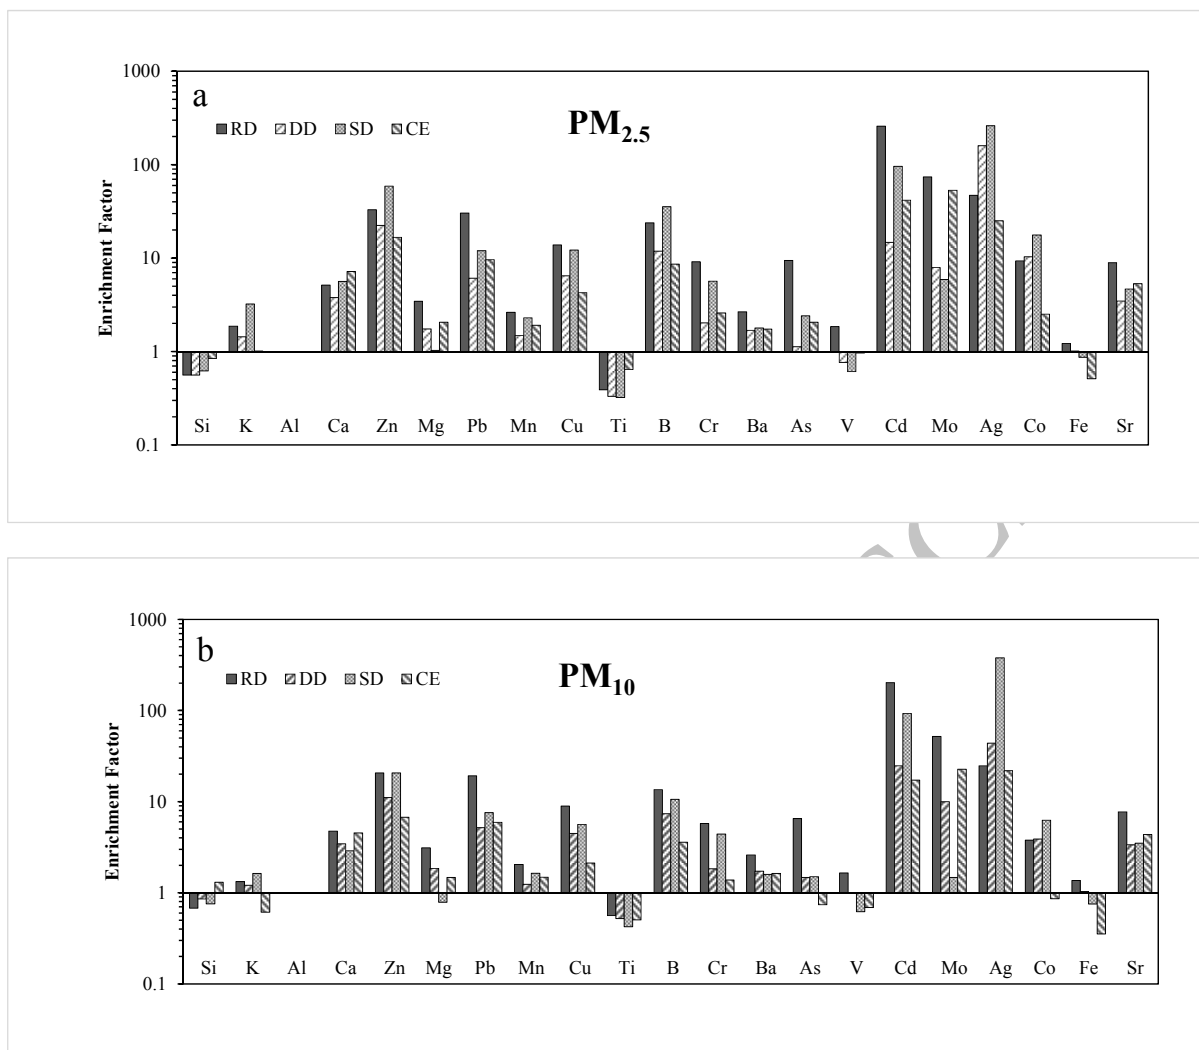 1000
a
PM2.5
RD DD SD CE
100
Enrichment Factor
10
1
0.1
Si K Al Ca Zn Mg Pb Mn Cu Ti B Cr Ba As V Cd Mo Ag Co Fe Sr
1000
b
PM10
RD DD SD CE
100
Enrichment Factor
10
1
0.1
Si K Al Ca Zn Mg Pb Mn Cu Ti B Cr Ba As V Cd Mo Ag Co Fe Sr